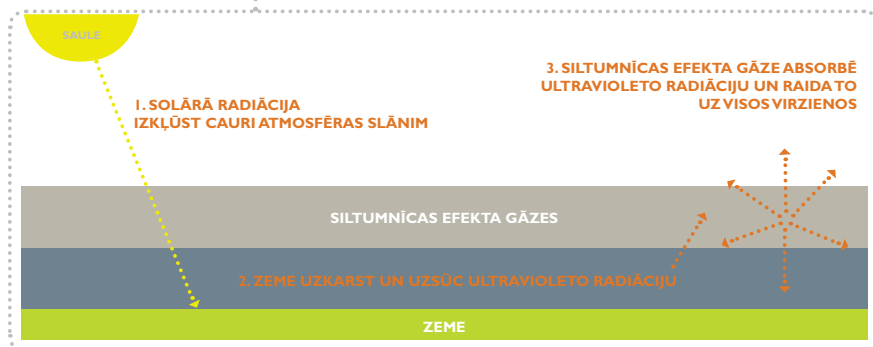 SAULE
1. SOLĀRĀ RADIĀCIJA
IZKĻŪST CAURI ATMOSFĒRAS SLĀNIM
3. SILTUMNĪCAS EFEKTA GĀZE ABSORBĒ
ULTRAVIOLETO RADIĀCIJU UN RAIDA TO
UZ VISOS VIRZIENOS
SILTUMNĪCAS EFEKTA GĀZES
2. ZEME UZKARST UN UZSŪC ULTRAVIOLETO RADIĀCIJU
ZEME